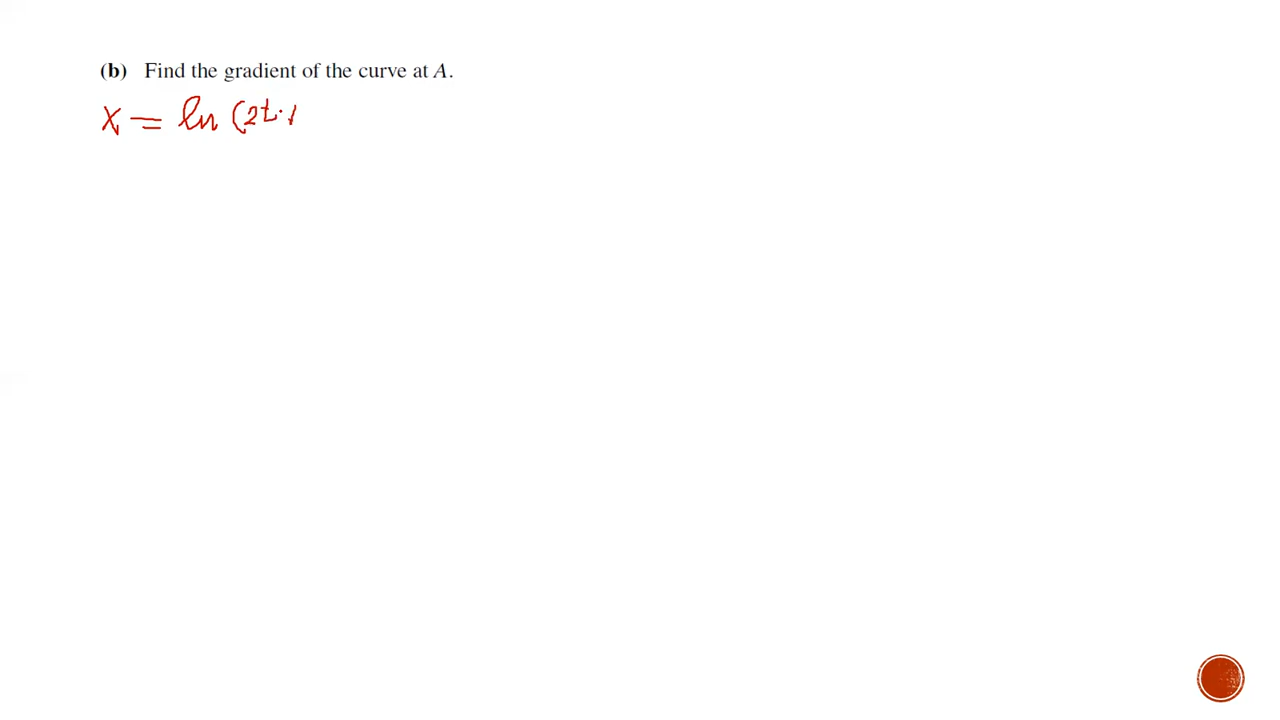 (b) Find the gradient of the curve at A.
x = ln (2t